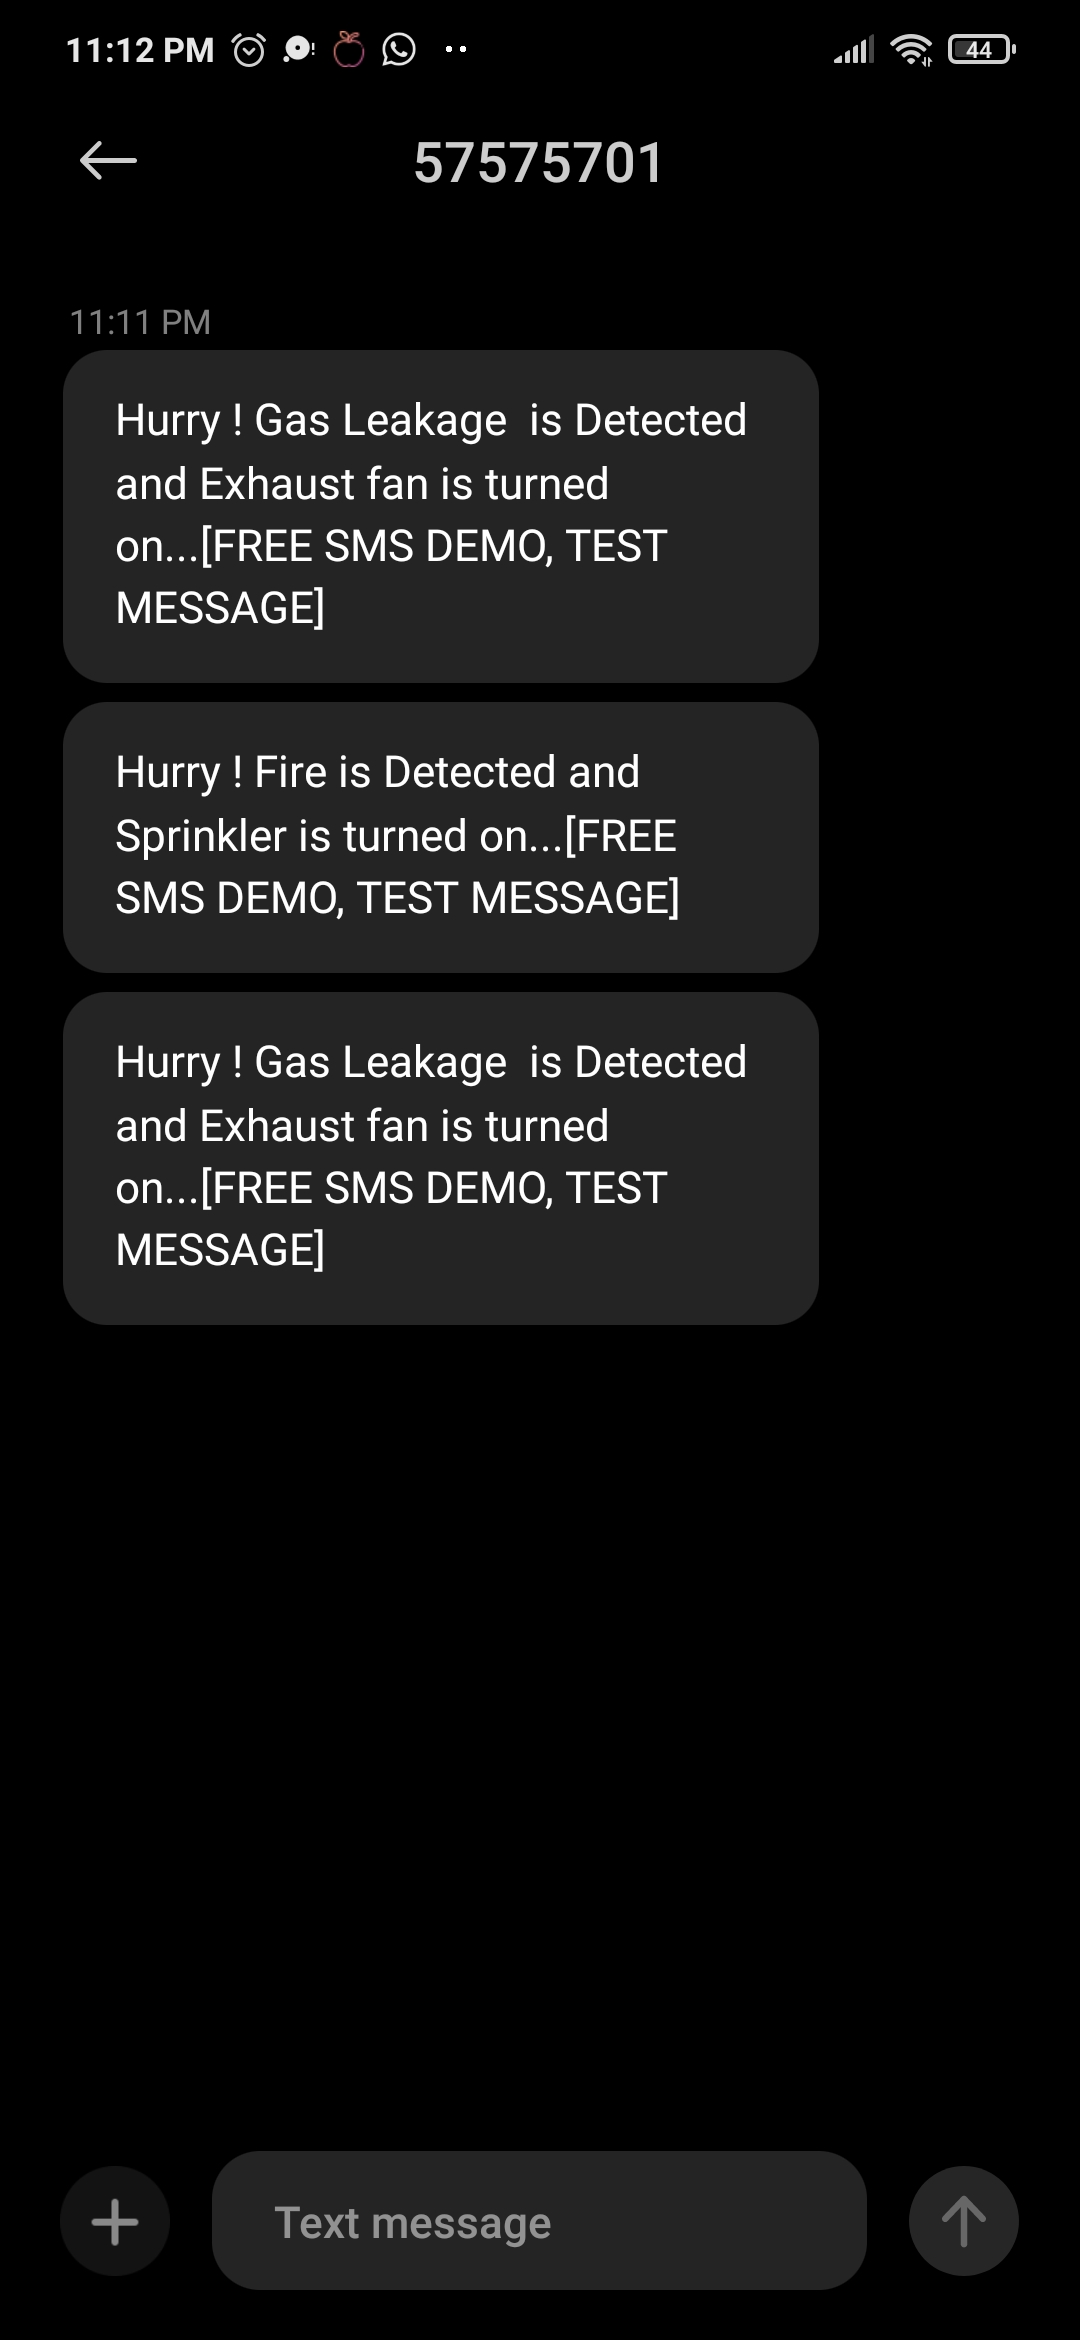 11:12 PM
44
57575701
11:11 PM
Hurry ! Gas Leakage  is Detected
and Exhaust fan is turned
on...[FREE SMS DEMO, TEST
MESSAGE]
Hurry ! Fire is Detected and
Sprinkler is turned on...[FREE
SMS DEMO, TEST MESSAGE]
Hurry ! Gas Leakage  is Detected
and Exhaust fan is turned
on...[FREE SMS DEMO, TEST
MESSAGE]
Text message